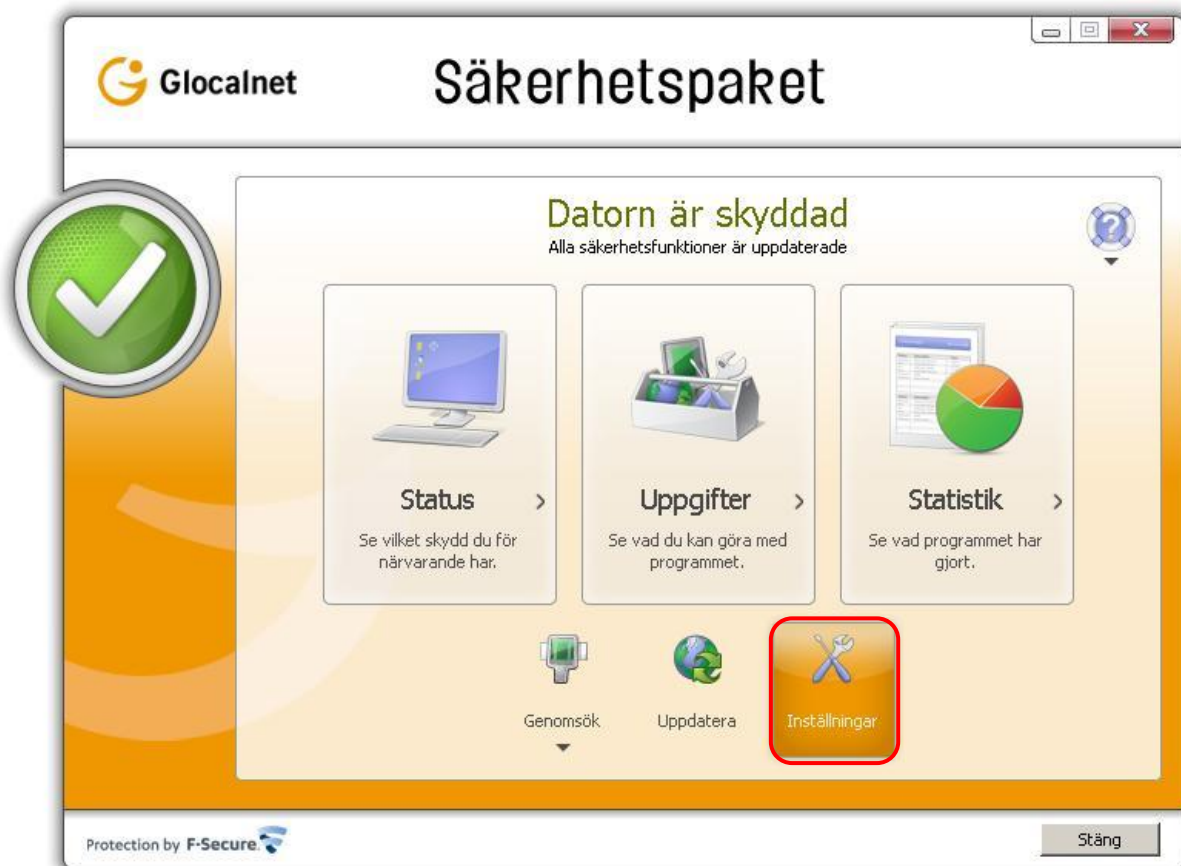 Glocalnet
Säkerhetspaket
Datorn är skyddad
Alla säkerhetsfunktioner är uppdaterade
?
Status
Se vilket skydd du för
närvarande har.
Uppgifter
Se vad du kan göra med
programmet.
Statistik
Se vad programmet har
gjort.
Genomsök
Uppdatera
Inställningar
Protection by F-Secure.
Stäng